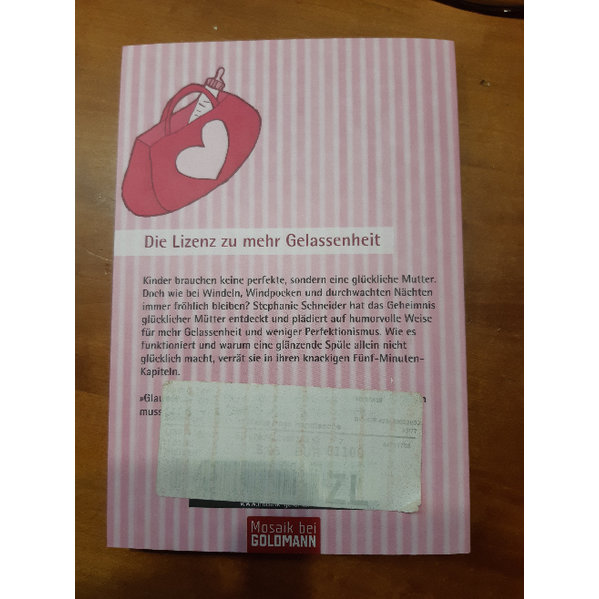 Die Lizenz zu mehr Gelassenheit
Kinder brauchen keine perfekte, sondern eine glückliche Mutter.
Doch wie bei Windeln, Windpocken und durchwachten Nächten
immer fröhlich bleiben? Stephanie Schneider hat das Geheimnis
glücklicher Mütter entdeckt und plädiert auf humorvolle Weise
für mehr Gelassenheit und weniger Perfektionismus. Wie es
funktioniert und warum eine glänzende Spüle allein nicht
glücklich macht, verrät sie in ihren knackigen Fünf-Minuten-
Kapiteln.
»Glau
muss
ZL
Mosaik bei
GOLDMANN